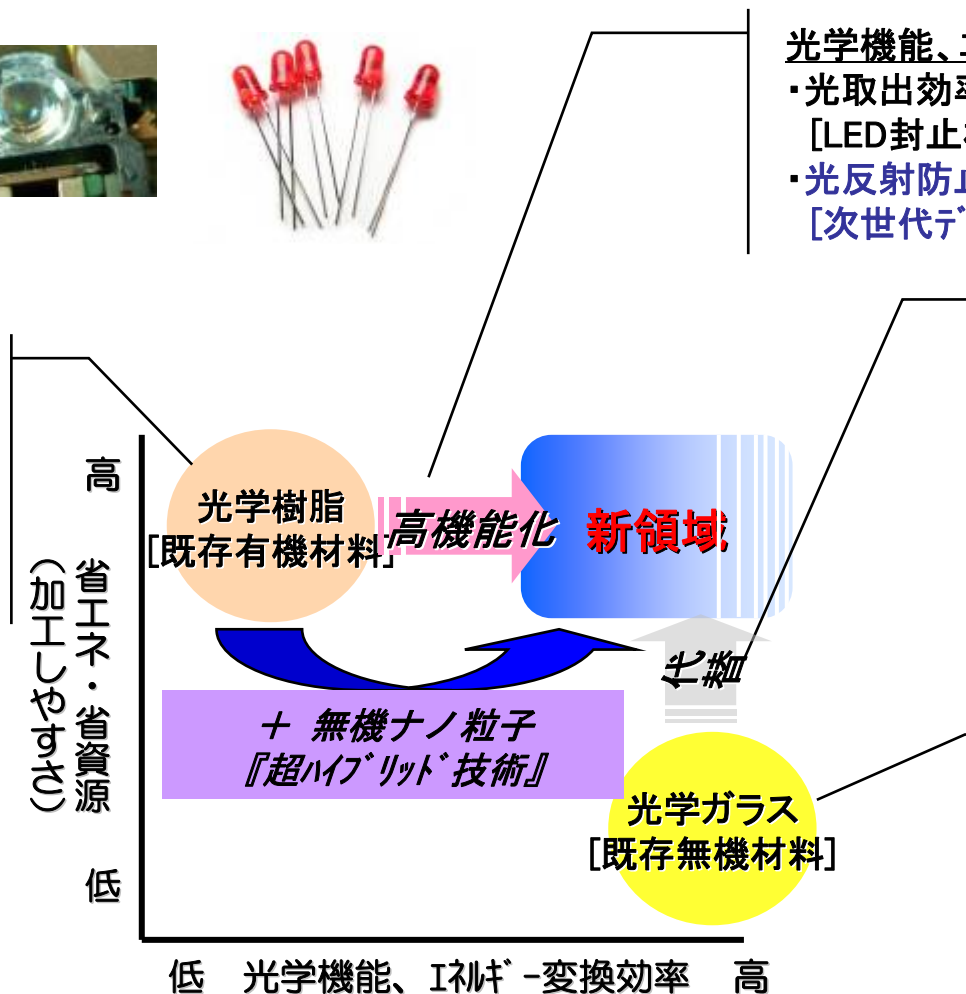 光学機能、
・光取出効率
[LED封止
・光反射防止
[次世代ﾃﾞ
高
省エネ・省資源
（加工しやすさ）
低
光学樹脂
[既存有機材料]
高機能化
新領域
代替
＋ 無機ナノ粒子
『超ﾊｲﾌﾞﾘｯﾄﾞ技術』
光学ガラス
[既存無機材料]
低 光学機能、ｴﾈﾙｷﾞｰ変換効率 高